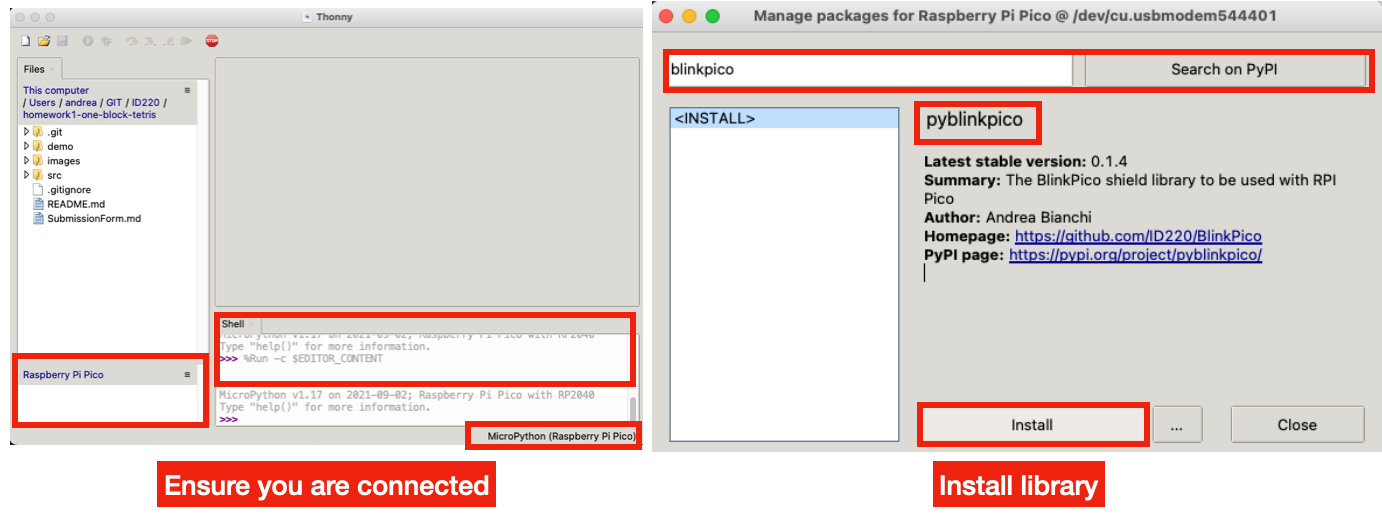 Thonny
Files
This computer
/ Users / andrea / GIT / ID220 /
homework1-one-block-tetris
.git
demo
images
src
.gitignore
README.md
SubmissionForm.md
Raspberry Pi Pico
Shell
MicroPython v1.17 on 2021-09-02; Raspberry Pi Pico with RP2040
Type "help()" for more information.
>>> %Run -c $EDITOR_CONTENT
MicroPython v1.17 on 2021-09-02; Raspberry Pi Pico with RP2040
Type "help()" for more information.
>>>
MicroPython (Raspberry Pi Pico)
Ensure you are connected
Manage packages for Raspberry Pi Pico @ /dev/cu.usbmodem544401
blinkpico
Search on PyPI
<INSTALL>
pyblinkpico
Latest stable version: 0.1.4
Summary: The BlinkPico shield library to be used with RPI
Pico
Author: Andrea Bianchi
Homepage: https://github.com/ID220/BlinkPico
PyPI page: https://pypi.org/project/pyblinkpico/
Install
...
Close
Install library